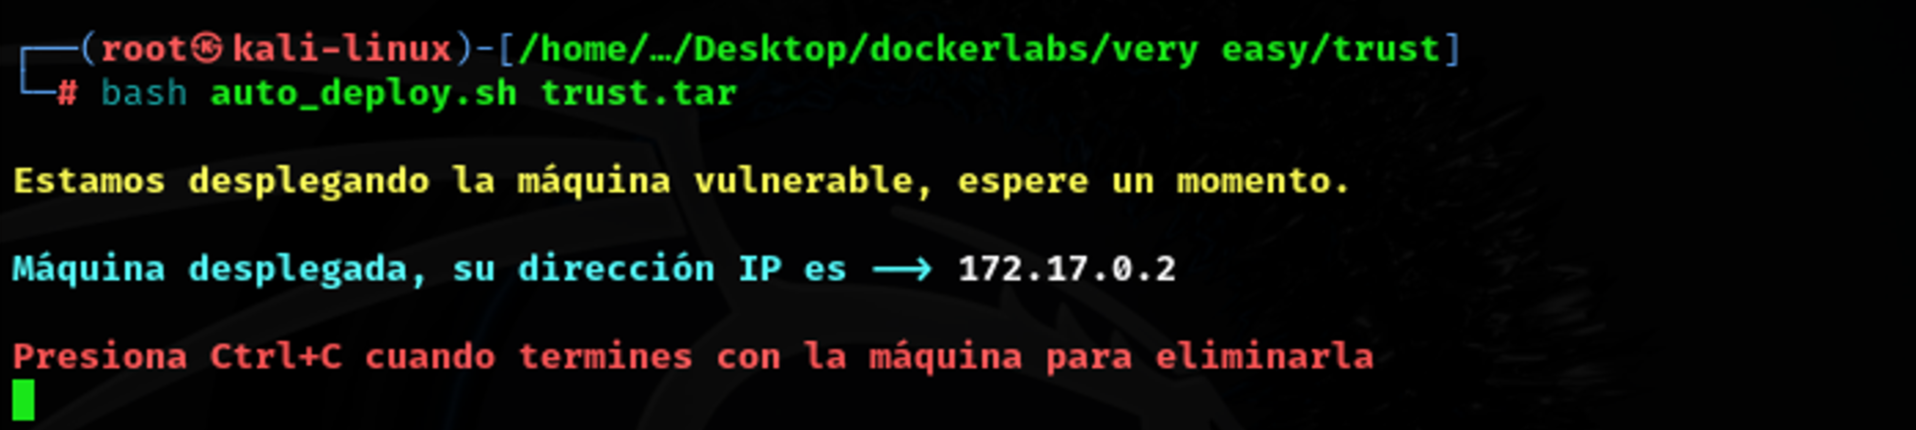 ┌──(root㉿kali-linux)-[/home/…/Desktop/dockerlabs/very easy/trust]
└─# bash auto_deploy.sh trust.tar
Estamos desplegando la máquina vulnerable, espere un momento.
Máquina desplegada, su dirección IP es ⟶ 172.17.0.2
Presiona Ctrl+C cuando termines con la máquina para eliminarla